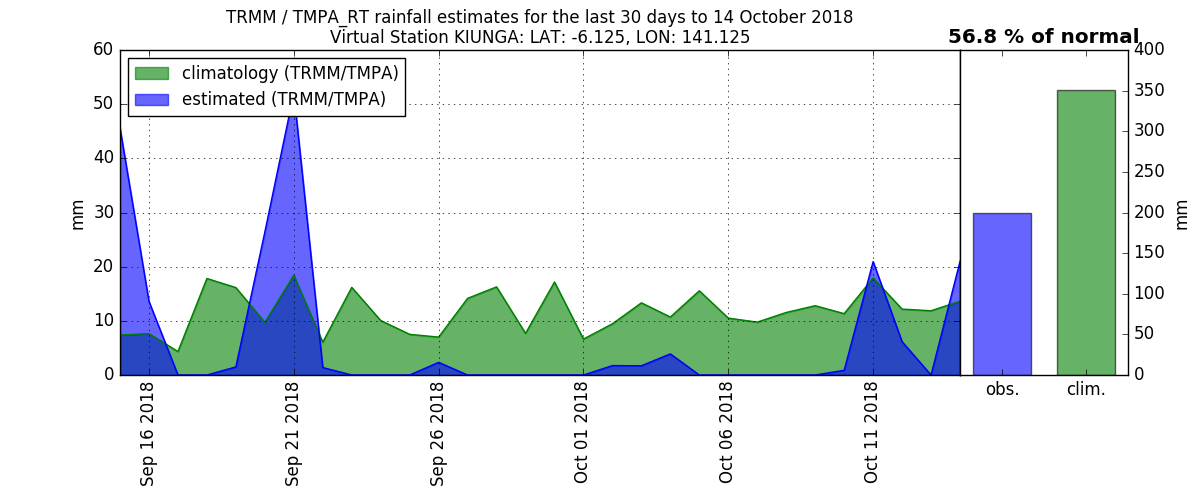 TRMM / TMPA_RT rainfall estimates for the last 30 days to 14 October 2018
Virtual Station KIUNGA: LAT: -6.125, LON: 141.125
56.8 % of normal
climatology (TRMM/TMPA)
estimated (TRMM/TMPA)
60
50
40
30
20
10
0
mm
Sep 16 2018
Sep 21 2018
Sep 26 2018
Oct 01 2018
Oct 06 2018
Oct 11 2018
400
350
300
250
200
150
100
50
0
mm
obs.
clim.